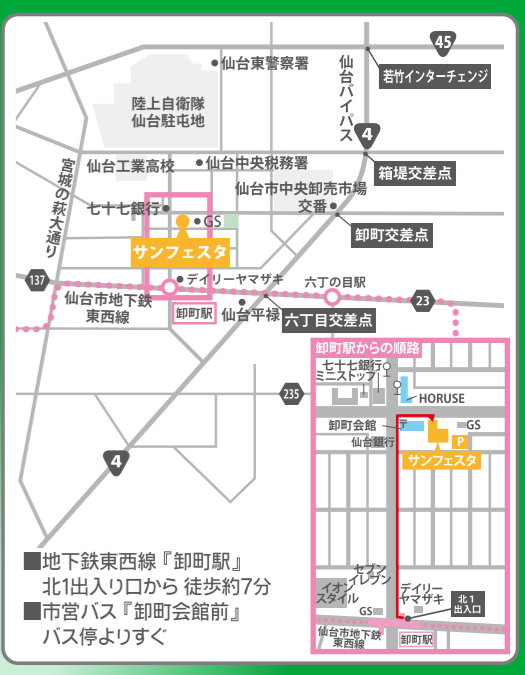 45
仙台東警察署
仙台バイパス
若竹インターチェンジ
陸上自衛隊
仙台駐屯地
4
宮城の萩大通り
仙台工業高校
仙台中央税務署
箱堤交差点
仙台市中央卸売市場
交番
七十七銀行
GS
卸町交差点
サンフェスタ
137
デイリーヤマザキ
六丁の目駅
23
仙台市地下鉄
東西線
卸町駅
仙台平禄
六丁目交差点
235
4
卸町駅からの順路
七十七銀行
ミニストップ
HORUSE
卸町会館
〒
GS
仙台銀行
P
サンフェスタ
セブン
イレブン
イオン
スタイル
デイリー
ヤマザキ
北1
出入口
GS
仙台市地下鉄
東西線
卸町駅
■地下鉄東西線『卸町駅』
北1出入り口から 徒歩約7分
■市営バス『卸町会館前』
バス停よりすぐ